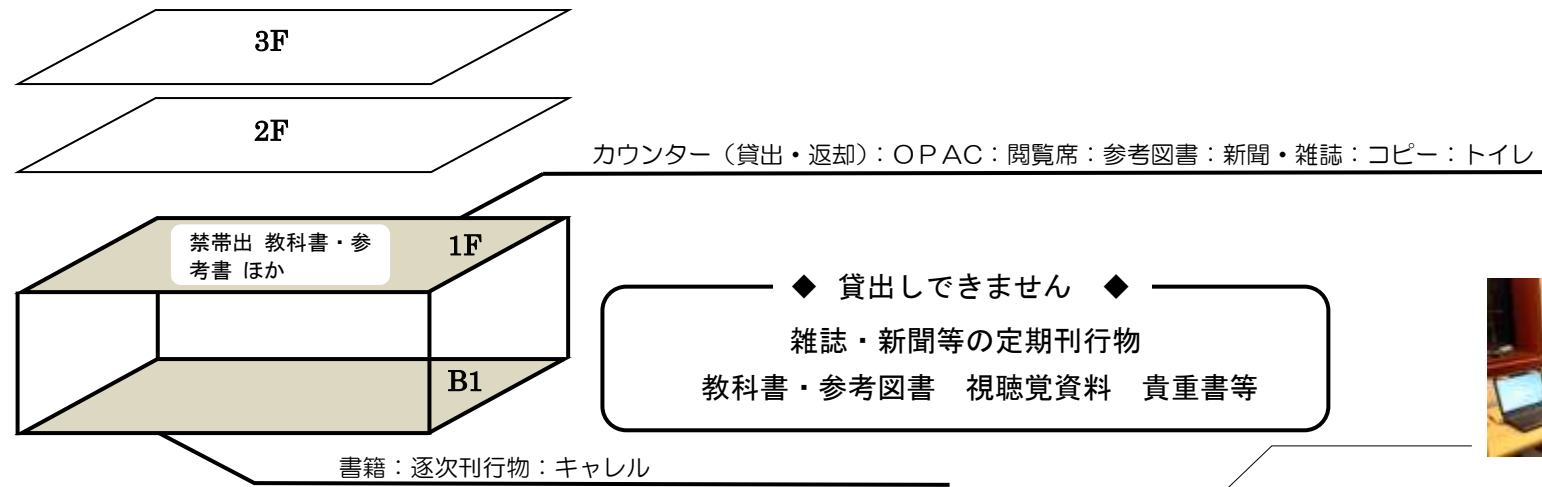 3F
2F
カウンター（貸出・返却）：ＯＰＡＣ：閲覧席：参考図書：新聞・雑誌：コピー：トイレ
禁帯出 教科書・参
考書 ほか
1F
◆ 貸出しできません ◆
雑誌・新聞等の定期刊行物
教科書・参考図書　視聴覚資料　貴重書等
B1
書籍：逐次刊行物：キャレル